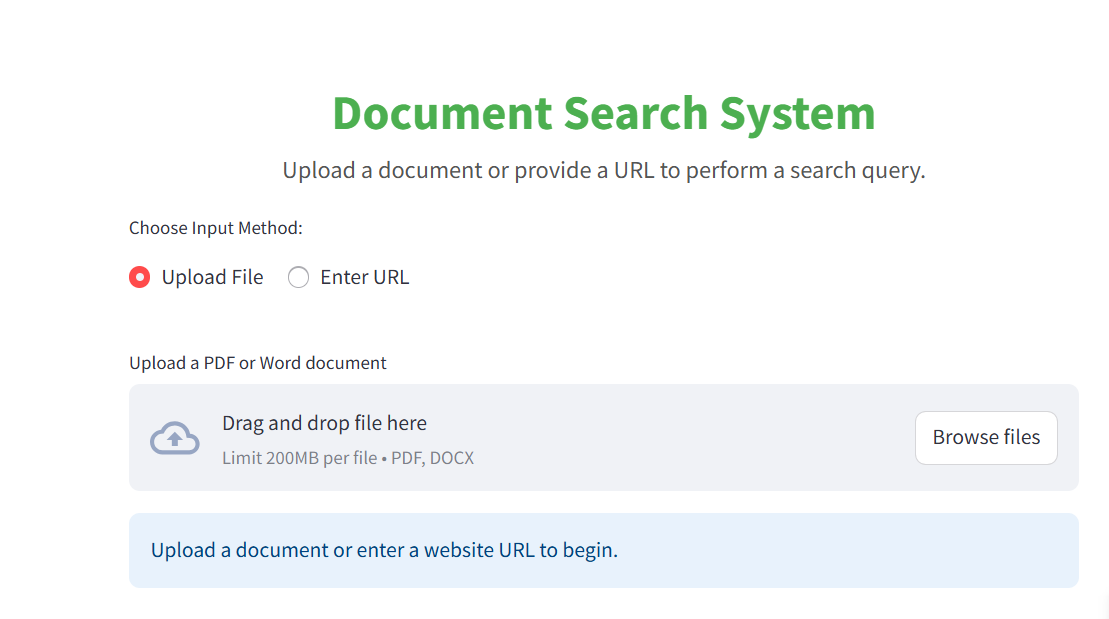 Document Search System
Upload a document or provide a URL to perform a search query.
Choose Input Method:
Upload File Enter URL
Upload a PDF or Word document
Drag and drop file here
Limit 200MB per file • PDF, DOCX
Browse files
Upload a document or enter a website URL to begin.